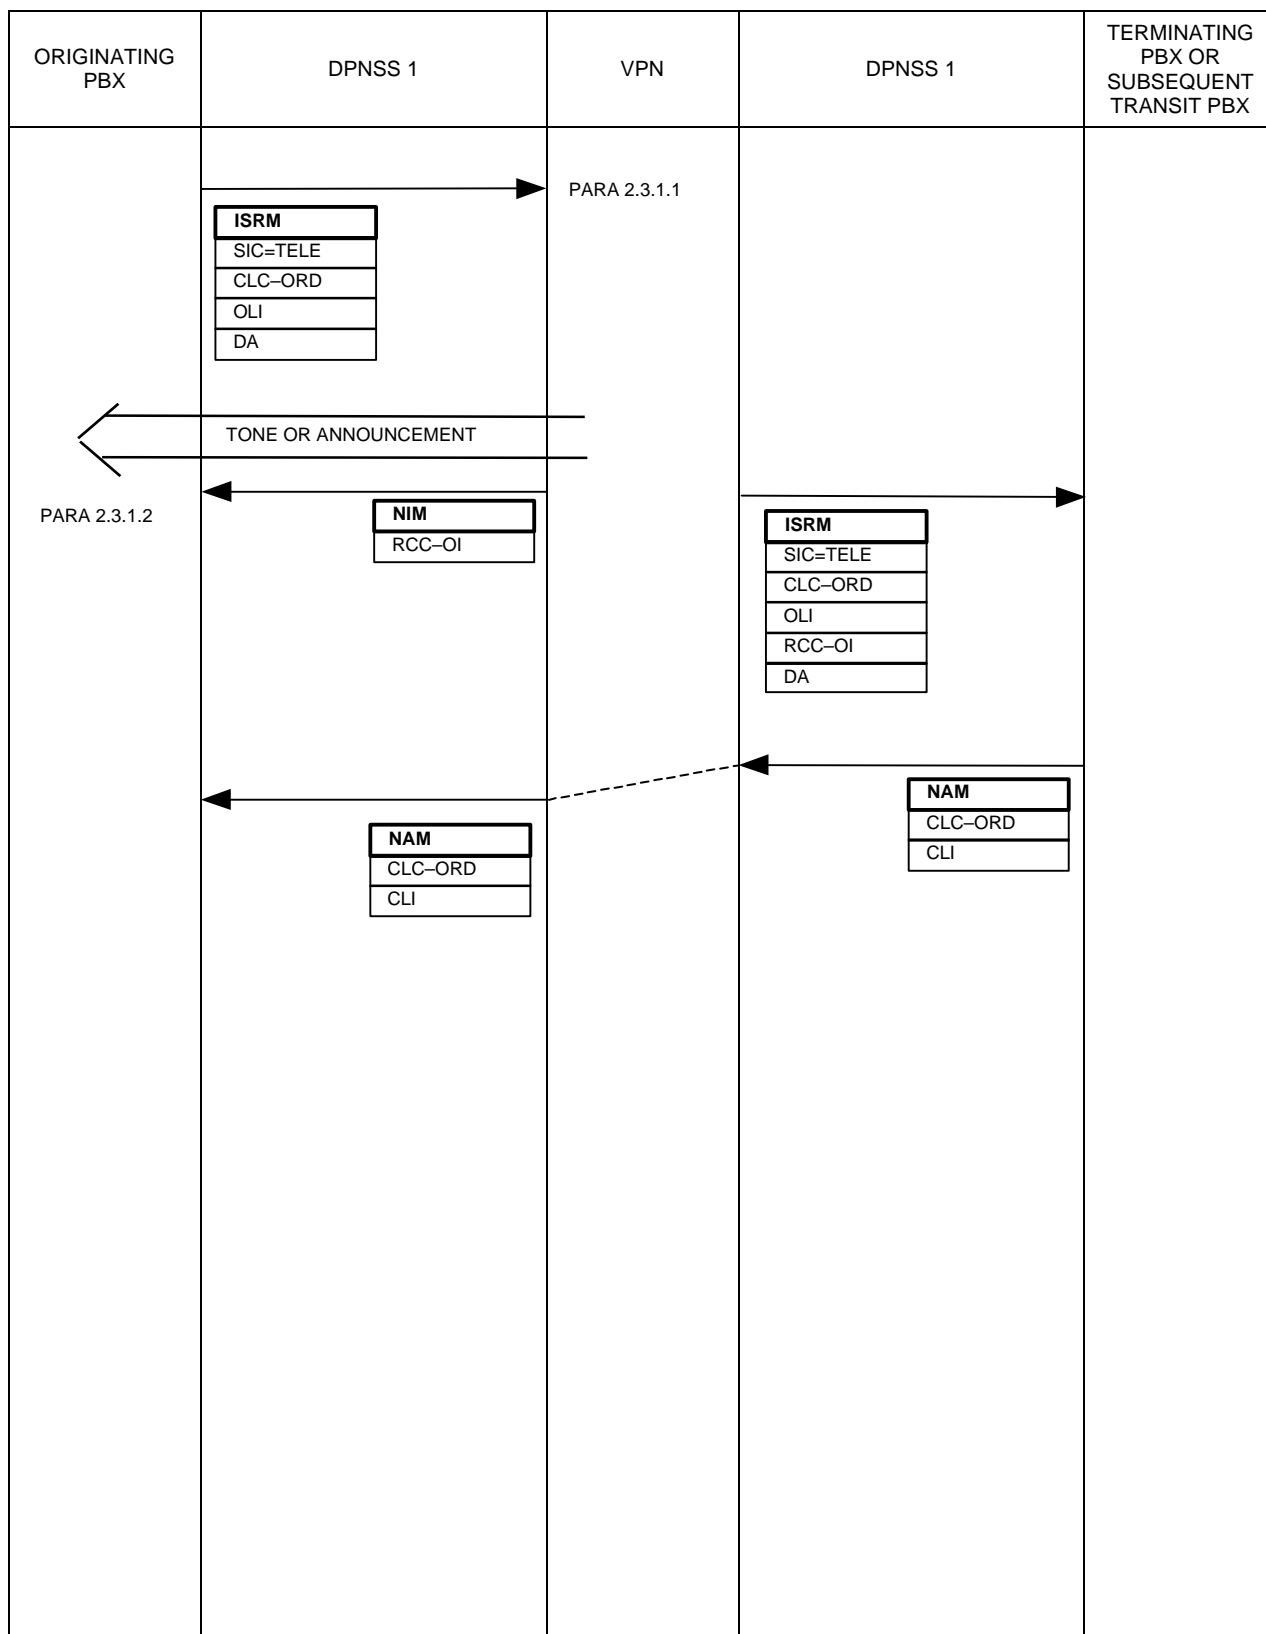 ORIGINATING
PBX
DPNSS 1
VPN
DPNSS 1
TERMINATING
PBX OR
SUBSEQUENT
TRANSIT PBX
PARA 2.3.1.1
ISRM
SIC=TELE
CLC–ORD
OLI
DA
TONE OR ANNOUNCEMENT
PARA 2.3.1.2
NIM
RCC–OI
ISRM
SIC=TELE
CLC–ORD
OLI
RCC–OI
DA
NAM
CLC–ORD
CLI
NAM
CLC–ORD
CLI